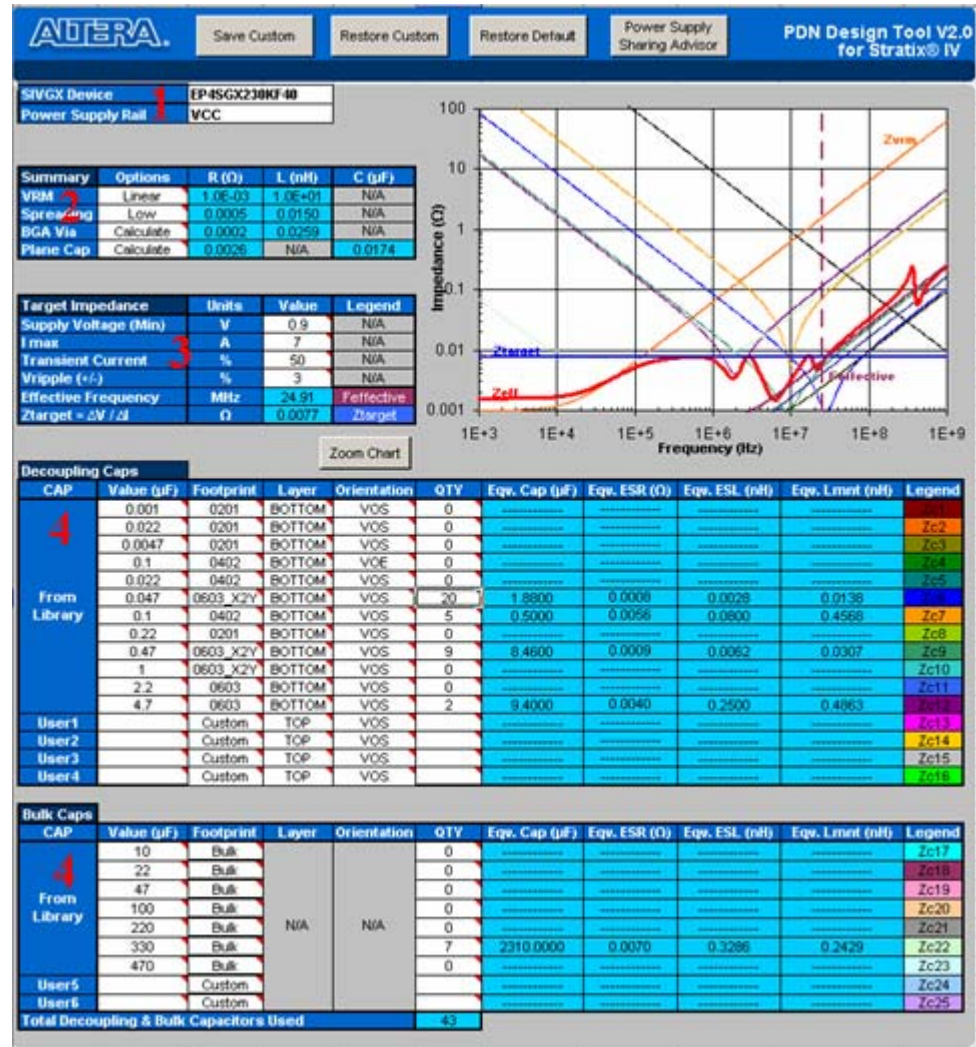 ALTERA.
Save Custom
Restore Custom
Restore Default
Power Supply Sharing Advisor
PDN Design Tool V2.0
for Stratix® IV
SIVGX Device 1 EP4SGX230KF40
Power Supply Rail VCC
Summary Options R (Ω) L (nH) C (µF)
VRM Linear 1.0E-03 1.0E+01 N/A
2
Spreading Low 0.0005 0.0150 N/A
BGA Via Calculate 0.0002 0.0259 N/A
Plane Cap Calculate 0.0026 N/A 0.0174
Target Impedance Units Value Legend
Supply Voltage (Min) V 0.9 N/A
I max A 7 N/A
3
Transient Current % 50 N/A
Vripple (+/-) % 3 N/A
Effective Frequency MHz 24.91 Feffective
Ztarget = ΔV / ΔI Ω 0.0077 Ztarget
Impedance (Ω)
100
10
1
0.1
0.01
0.001
Zvrm
Ztarget
Zeff
Feffective
1E+3 1E+4 1E+5 1E+6 1E+7 1E+8 1E+9
Frequency (Hz)
Zoom Chart
Decoupling Caps
CAP Value (µF) Footprint Layer Orientation QTY Eqv. Cap (µF) Eqv. ESR (Ω) Eqv. ESL (nH) Eqv. Lmnt (nH) Legend
4
From
Library
0.001 0201 BOTTOM VOS 0 ------------ ------------ ------------ ------------ Zc1
0.022 0201 BOTTOM VOS 0 ------------ ------------ ------------ ------------ Zc2
0.0047 0201 BOTTOM VOS 0 ------------ ------------ ------------ ------------ Zc3
0.1 0402 BOTTOM VOE 0 ------------ ------------ ------------ ------------ Zc4
0.022 0402 BOTTOM VOS 0 ------------ ------------ ------------ ------------ Zc5
0.047 0603_X2Y BOTTOM VOS 20 1.8800 0.0008 0.0028 0.0138
0.1 0402 BOTTOM VOS 5 0.5000 0.0056 0.0800 0.4568 Zc7
0.22 0201 BOTTOM VOS 0 ------------ ------------ ------------ ------------ Zc8
0.47 0603_X2Y BOTTOM VOS 9 8.4600 0.0009 0.0062 0.0307 Zc9
1 0603_X2Y BOTTOM VOS 0 ------------ ------------ ------------ ------------ Zc10
2.2 0603 BOTTOM VOS 0 ------------ ------------ ------------ ------------ Zc11
4.7 0603 BOTTOM VOS 2 9.4000 0.0040 0.2500 0.4863 Zc12
User1 Custom TOP VOS ------------ ------------ ------------ ------------ Zc13
User2 Custom TOP VOS ------------ ------------ ------------ ------------ Zc14
User3 Custom TOP VOS ------------ ------------ ------------ ------------ Zc15
User4 Custom TOP VOS ------------ ------------ ------------ ------------ Zc16
Bulk Caps
CAP Value (µF) Footprint Layer Orientation QTY Eqv. Cap (µF) Eqv. ESR (Ω) Eqv. ESL (nH) Eqv. Lmnt (nH) Legend
4
From
Library
N/A N/A
10 Bulk 0 ------------ ------------ ------------ ------------ Zc17
22 Bulk 0 ------------ ------------ ------------ ------------ Zc18
47 Bulk 0 ------------ ------------ ------------ ------------ Zc19
100 Bulk 0 ------------ ------------ ------------ ------------ Zc20
220 Bulk 0 ------------ ------------ ------------ ------------ Zc21
330 Bulk 7 2310.0000 0.0070 0.3286 0.2429 Zc22
470 Bulk 0 ------------ ------------ ------------ ------------ Zc23
User5 Custom ------------ ------------ ------------ ------------ Zc24
User6 Custom ------------ ------------ ------------ ------------ Zc25
Total Decoupling & Bulk Capacitors Used 43